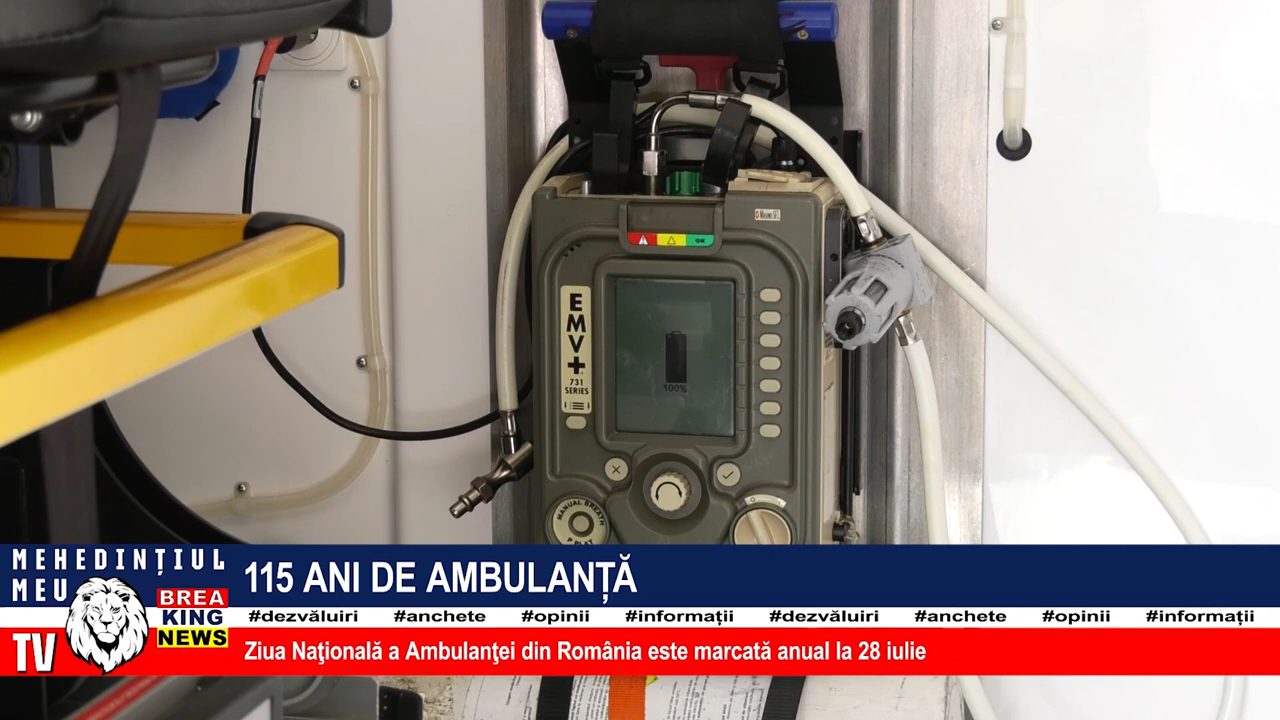 OK
EMV+
731
SERIES
100%
MANUAL BREATH
P PLAT
MEHEDINȚIUL
MEU
TV
BREA
KING
NEWS
115 ANI DE AMBULANȚĂ
#dezvăluiri #anchete #opinii #informații #dezvăluiri #anchete #opinii #informații
Ziua Naţională a Ambulanţei din România este marcată anual la 28 iulie